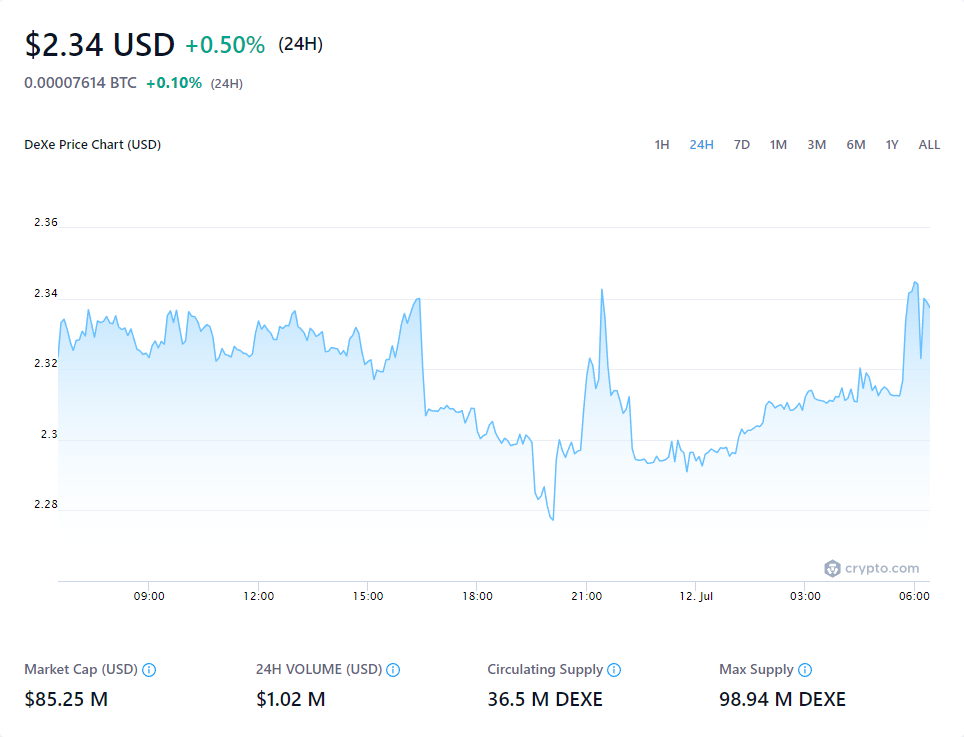 $2.34 USD +0.50% (24H)
0.00007614 BTC +0.10% (24H)
DeXe Price Chart (USD) 1H 24H 7D 1M 3M 6M 1Y ALL
2.36
2.34
2.32
2.3
2.28
crypto.com
09:00 12:00 15:00 18:00 21:00 12. Jul 03:00 06:00
Market Cap (USD) 24H VOLUME (USD) Circulating Supply Max Supply
$85.25 M $1.02 M 36.5 M DEXE 98.94 M DEXE